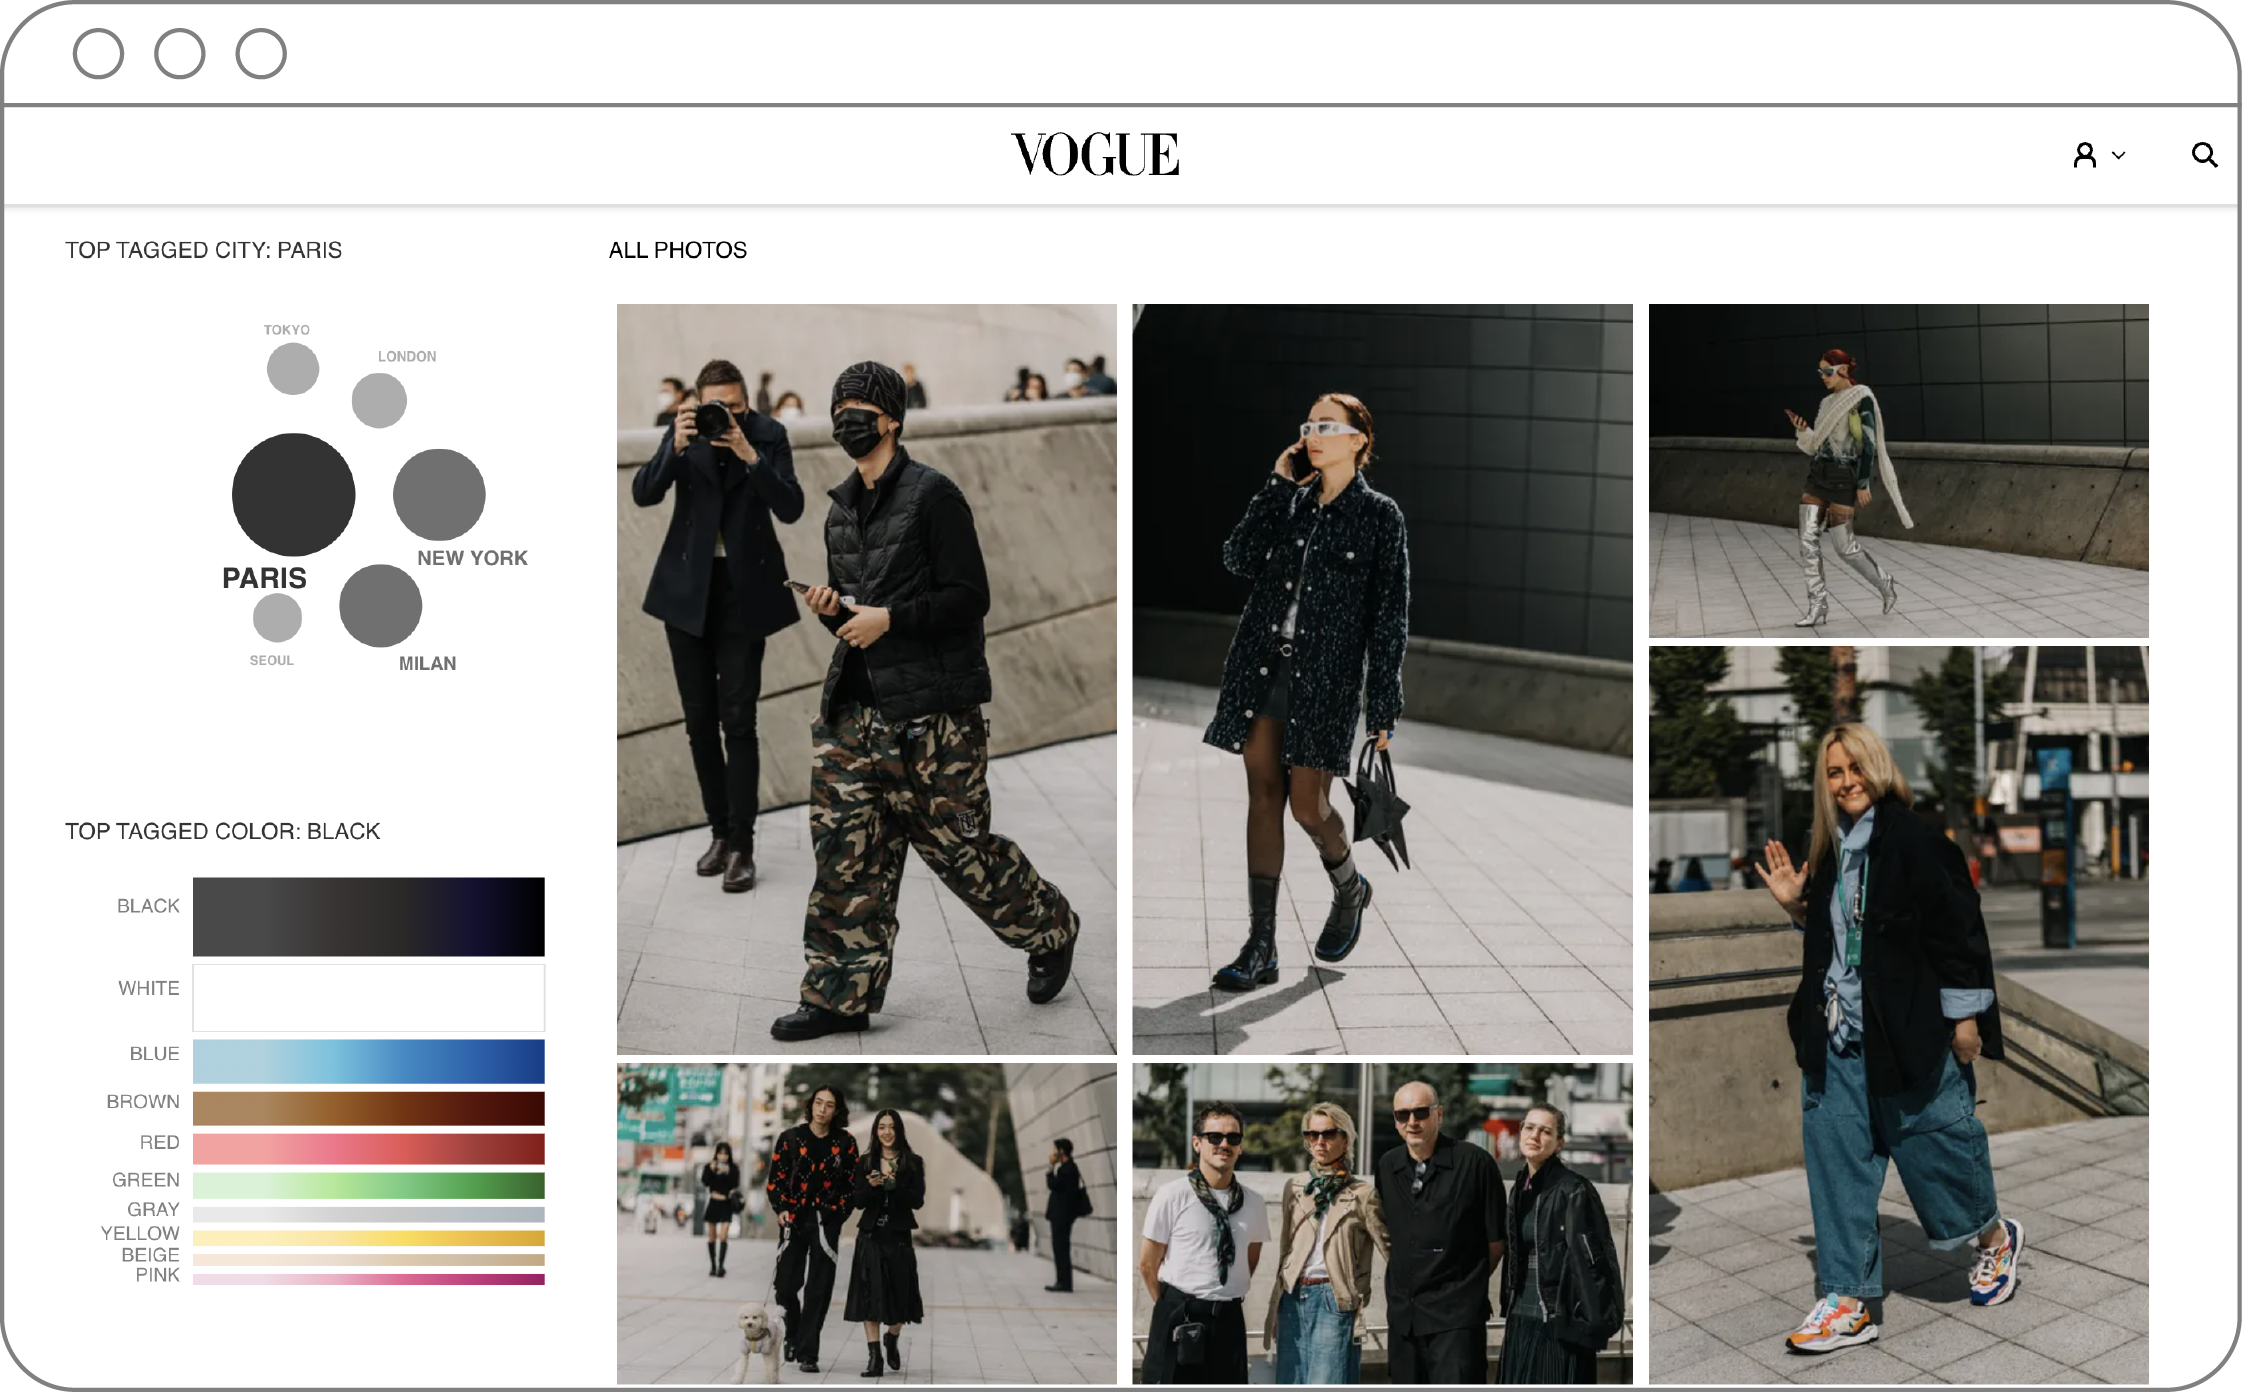 VOGUE
TOP TAGGED CITY: PARIS
ALL PHOTOS
TOKYO
LONDON
PARIS
NEW YORK
SEOUL
MILAN
TOP TAGGED COLOR: BLACK
BLACK
WHITE
BLUE
BROWN
RED
GREEN
GRAY
YELLOW
BEIGE
PINK